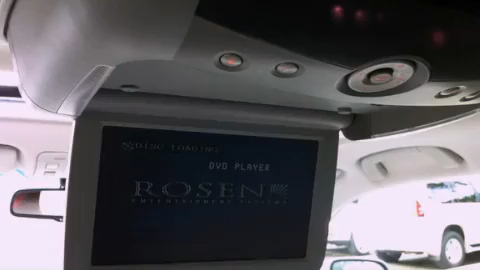 DISC LOADING
DVD PLAYER
ROSEN
ENTERTAINMENT SYSTEMS